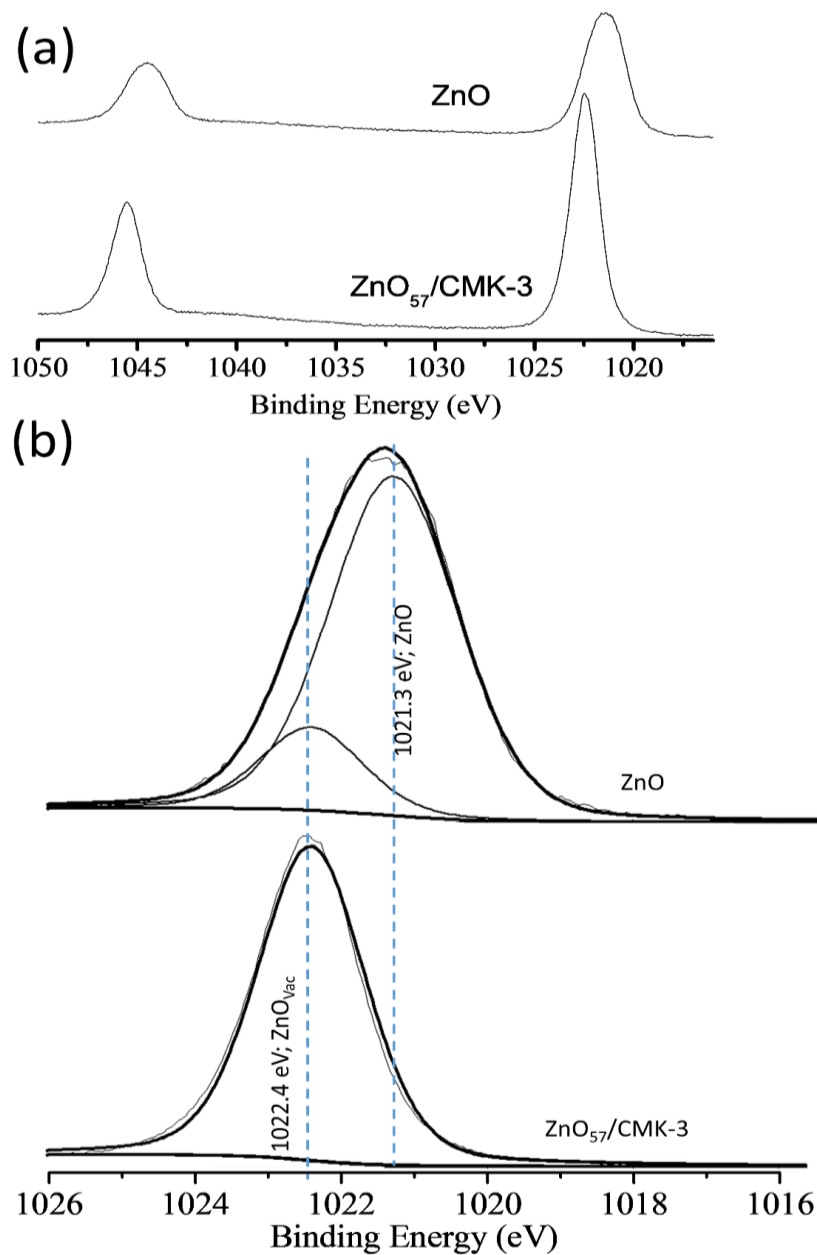 (a)
ZnO
ZnO₅₇/CMK-3
1050 1045 1040 1035 1030 1025 1020
Binding Energy (eV)
(b)
1021.3 eV; ZnO
ZnO
1022.4 eV; ZnO_Vac
ZnO₅₇/CMK-3
1026 1024 1022 1020 1018 1016
Binding Energy (eV)